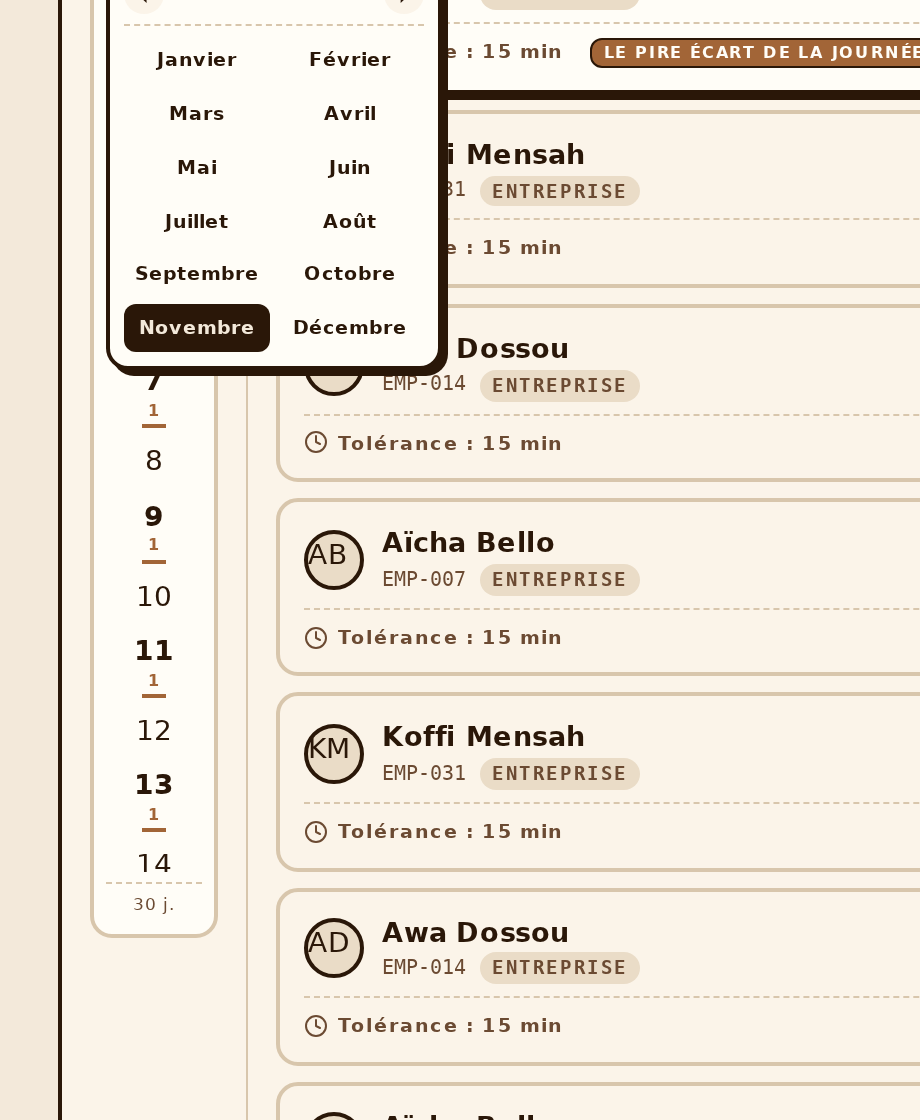 Janvier Février
Mars Avril
Mai Juin
Juillet Août
Septembre Octobre
Novembre Décembre
7
1
8
9
1
10
11
1
12
13
1
14
30 j.
e : 15 min LE PIRE ÉCART DE LA JOURNÉE
i Mensah
31 ENTREPRISE
e : 15 min
Dossou
EMP-014 ENTREPRISE
Tolérance : 15 min
AB Aïcha Bello
EMP-007 ENTREPRISE
Tolérance : 15 min
KM Koffi Mensah
EMP-031 ENTREPRISE
Tolérance : 15 min
AD Awa Dossou
EMP-014 ENTREPRISE
Tolérance : 15 min